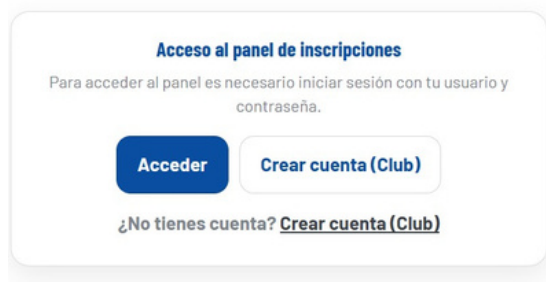 Acceso al panel de inscripciones
Para acceder al panel es necesario iniciar sesión con tu usuario y
contraseña.
Acceder
Crear cuenta (Club)
¿No tienes cuenta? Crear cuenta (Club)